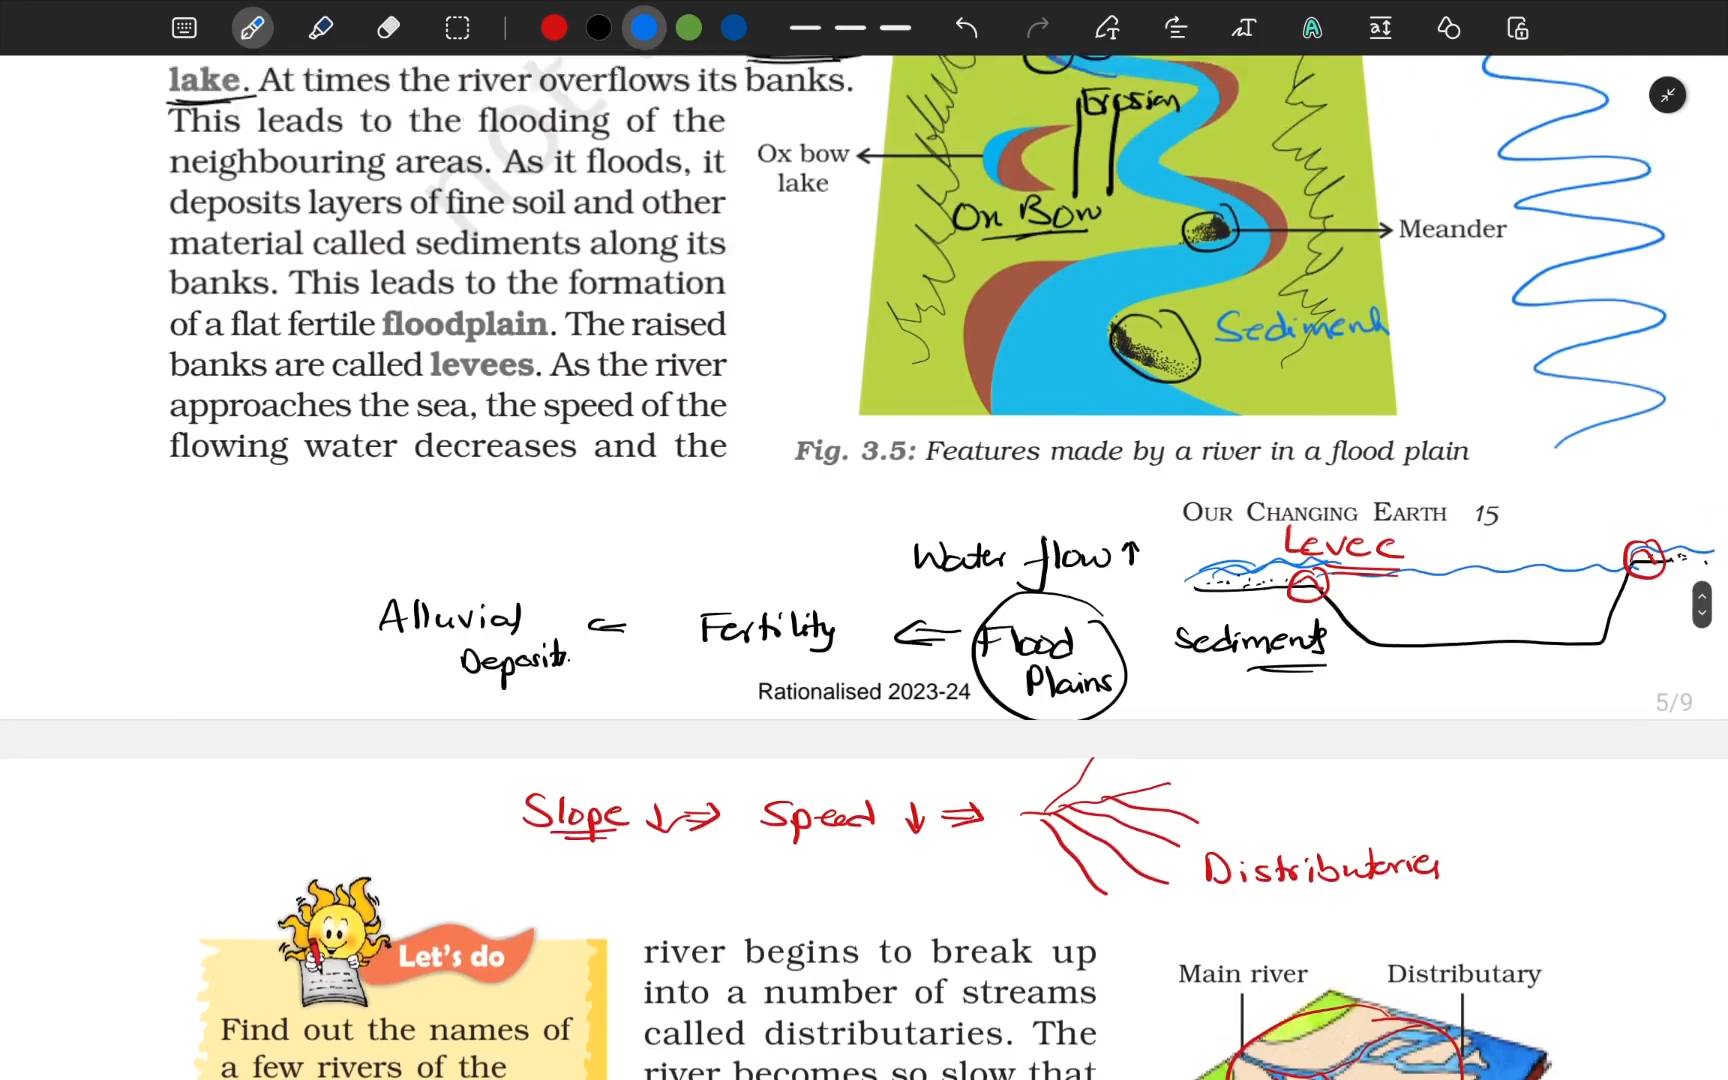 lake. At times the river overflows its banks.
This leads to the flooding of the
neighbouring areas. As it floods, it
deposits layers of fine soil and other
material called sediments along its
banks. This leads to the formation
of a flat fertile floodplain. The raised
banks are called levees. As the river
approaches the sea, the speed of the
flowing water decreases and the
Erosion
Ox bow
lake
Ox Bow
Meander
Sediment
Fig. 3.5: Features made by a river in a flood plain
OUR CHANGING EARTH 15
Levee
Water flow ↑
Alluvial
Deposit.
⇐ Fertility ⇐ Flood
Plains
Sediments
Rationalised 2023-24
5/9
Slope ↓ ⇒ Speed ↓ ⇒
Distributaries
Let's do
Find out the names of
a few rivers of the
river begins to break up
into a number of streams
called distributaries. The
river becomes so slow that
Main river
Distributary